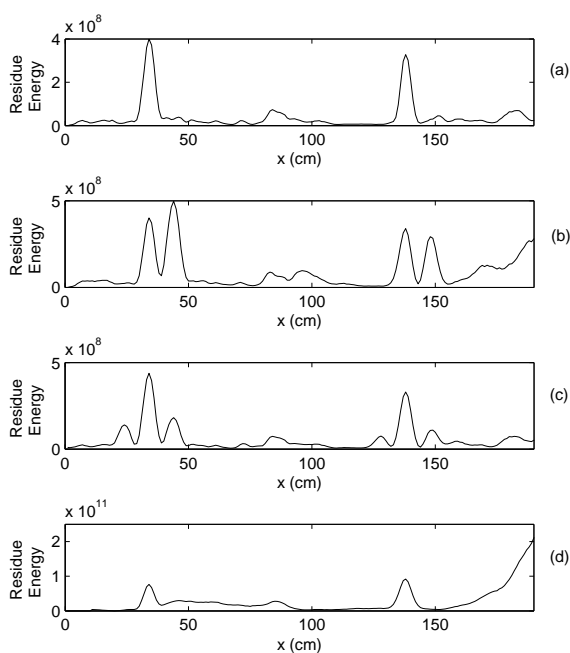 x 10^8
4
2
0
Residue
Energy
0 50 100 150
x (cm)
(a)
x 10^8
5
0
Residue
Energy
0 50 100 150
x (cm)
(b)
x 10^8
5
0
Residue
Energy
0 50 100 150
x (cm)
(c)
x 10^11
2
1
0
Residue
Energy
0 50 100 150
x (cm)
(d)